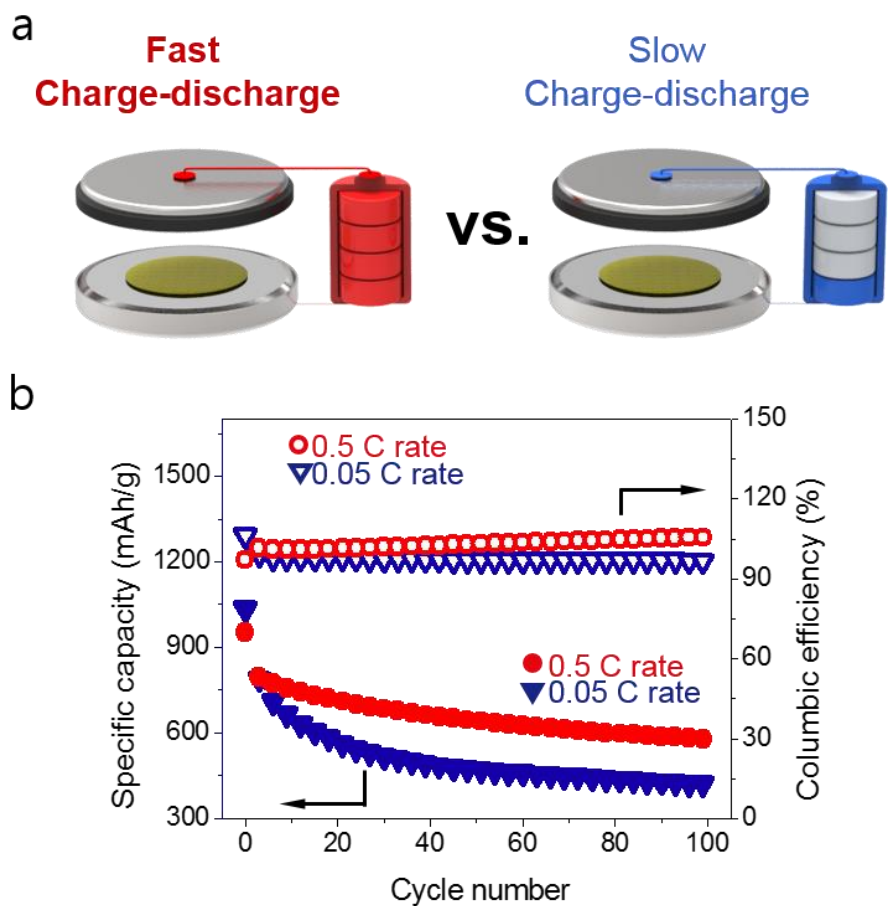 a
Fast
Charge-discharge
Slow
Charge-discharge
vs.
b
Specific capacity (mAh/g)
1500
1200
900
600
300
0.5 C rate
0.05 C rate
0.5 C rate
0.05 C rate
150
120
90
60
30
0
Columbic efficiency (%)
0
20
40
60
80
100
Cycle number